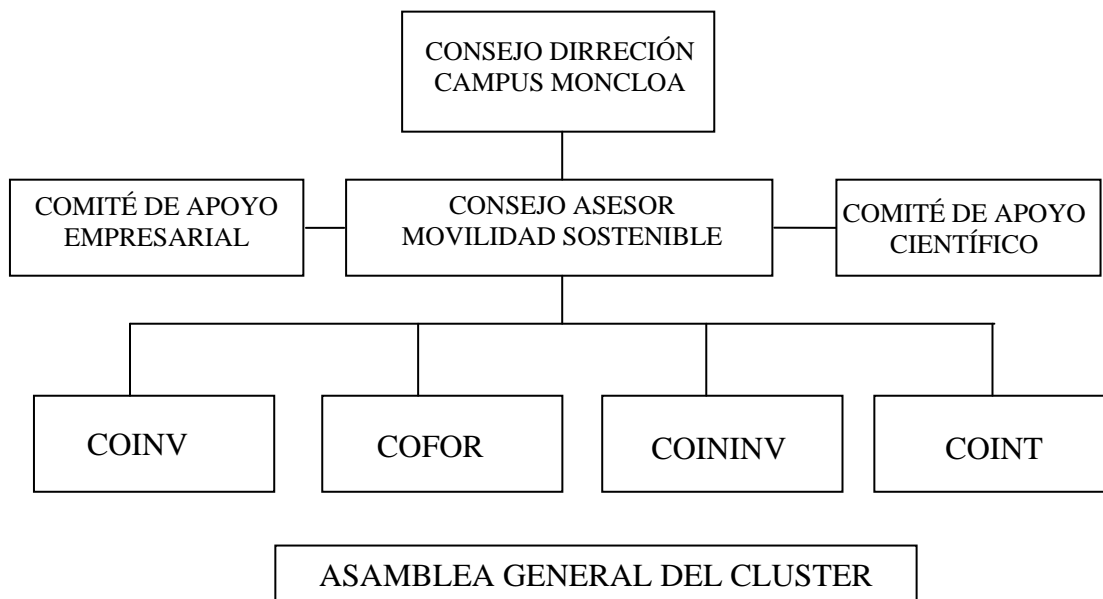 CONSEJO DIRRECIÓN
CAMPUS MONCLOA
COMITÉ DE APOYO
EMPRESARIAL
CONSEJO ASESOR
MOVILIDAD SOSTENIBLE
COMITÉ DE APOYO
CIENTÍFICO
COINV
COFOR
COININV
COINT
ASAMBLEA GENERAL DEL CLUSTER